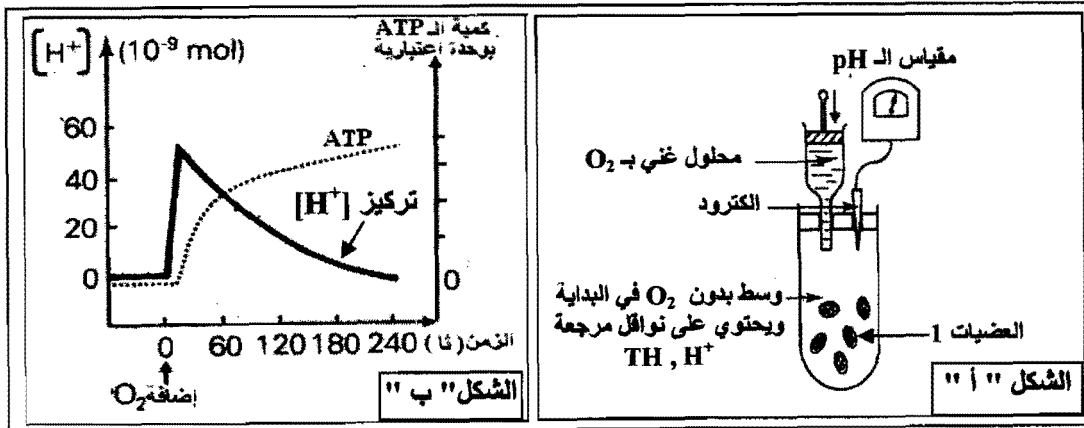 مقياس الـ pH
محلول غني بـ O₂
الكترود
وسط بدون O₂ في البداية
ويحتوي على نواقل مرجعة
TH , H⁺
العضيات 1
الشكل " أ "
[H⁺] (10⁻⁹ mol)
كمية الـ ATP
بوحدة إعتبارية
60
40
20
0
ATP
تركيز [H⁺]
0
0 60 120 180 240 الزمن (ثا)
إضافة O₂
الشكل " ب "